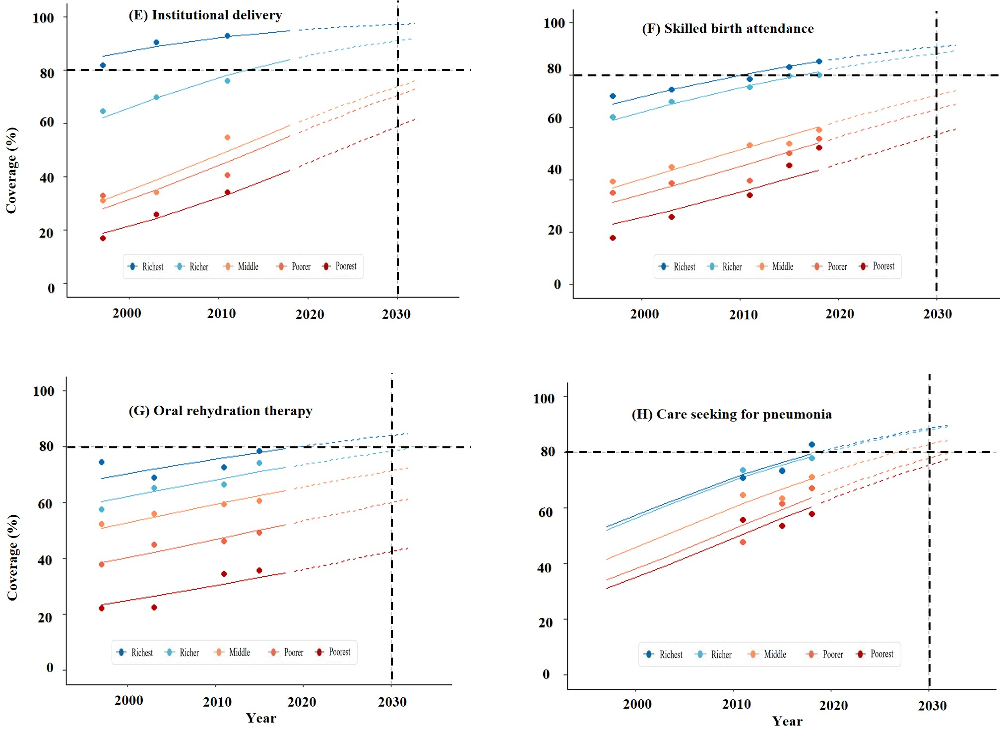 (E) Institutional delivery
100
80
60
40
20
0
Coverage (%)
Richest Richer Middle Poorer Poorest
2000 2010 2020 2030
(F) Skilled birth attendance
100
80
60
40
20
0
Richest Richer Middle Poorer Poorest
2000 2010 2020 2030
(G) Oral rehydration therapy
100
80
60
40
20
0
Coverage (%)
Richest Richer Middle Poorer Poorest
2000 2010 2020 2030
Year
(H) Care seeking for pneumonia
100
80
60
40
20
0
Richest Richer Middle Poorer Poorest
2000 2010 2020 2030
Year